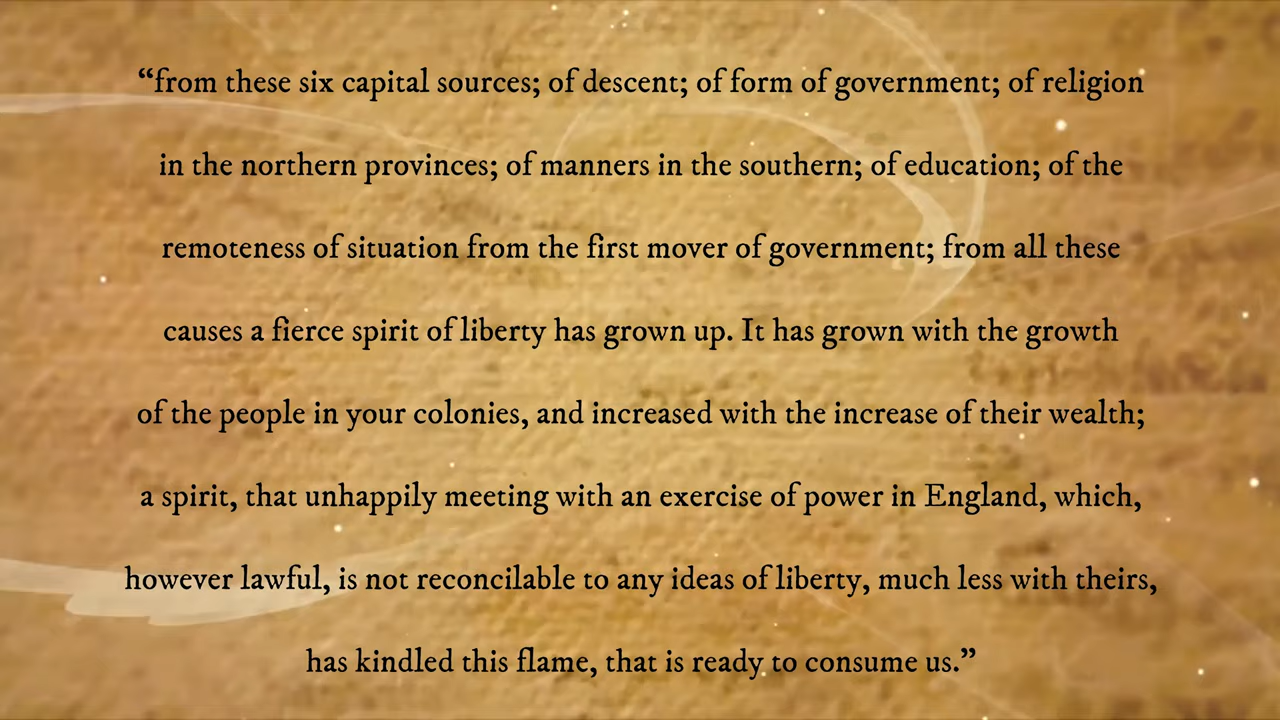 “from these six capital sources; of descent; of form of government; of religion
in the northern provinces; of manners in the southern; of education; of the
remoteness of situation from the first mover of government; from all these
causes a fierce spirit of liberty has grown up. It has grown with the growth
of the people in your colonies, and increased with the increase of their wealth;
a spirit, that unhappily meeting with an exercise of power in England, which,
however lawful, is not reconcilable to any ideas of liberty, much less with theirs,
has kindled this flame, that is ready to consume us.”